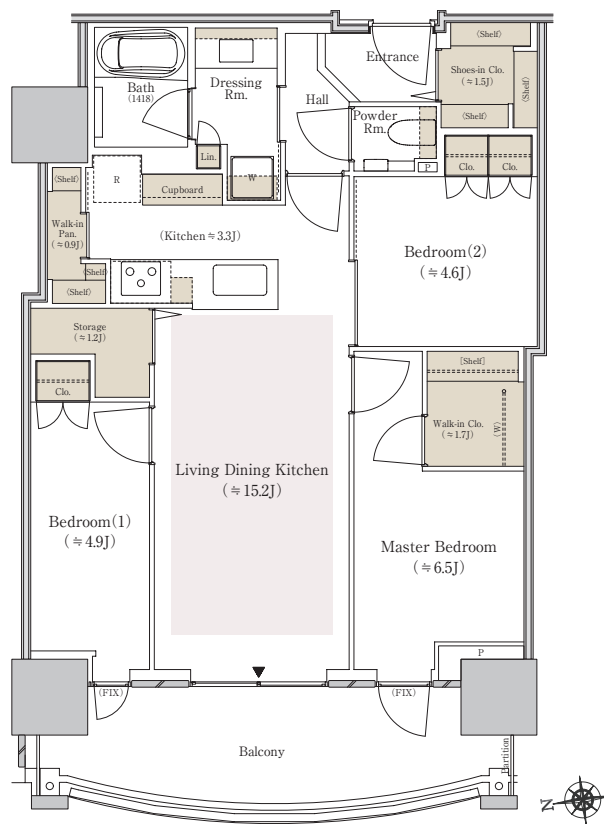 ⟨Shelf⟩
Entrance
Shoes-in Clo.
(≒1.5J)
⟨Shelf⟩
⟨Shelf⟩
Bath
(1418)
Dressing
Rm.
Hall
Powder
Rm.
P
Lin.
W
R
Cupboard
Clo.
Clo.
⟨Shelf⟩
Walk-in
Pan.
(≒0.9J)
⟨Shelf⟩
⟨Shelf⟩
(Kitchen≒3.3J)
Bedroom(2)
(≒4.6J)
Storage
(≒1.2J)
Clo.
[Shelf]
Walk-in Clo.
(≒1.7J)
⟨W⟩
Living Dining Kitchen
(≒15.2J)
Bedroom(1)
(≒4.9J)
Master Bedroom
(≒6.5J)
P
(FIX)
(FIX)
Balcony
Partition
N